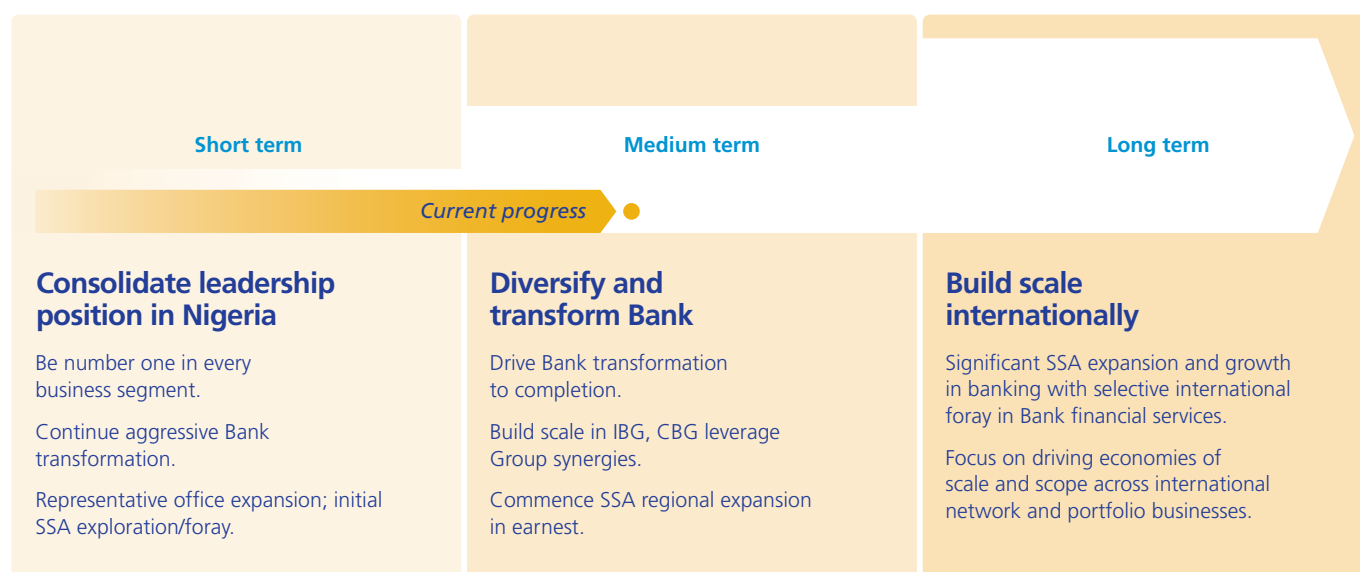 Short term
Medium term
Long term
Current progress
Consolidate leadership
position in Nigeria
Be number one in every
business segment.
Continue aggressive Bank
transformation.
Representative office expansion; initial
SSA exploration/foray.
Diversify and
transform Bank
Drive Bank transformation
to completion.
Build scale in IBG, CBG leverage
Group synergies.
Commence SSA regional expansion
in earnest.
Build scale
internationally
Significant SSA expansion and growth
in banking with selective international
foray in Bank financial services.
Focus on driving economies of
scale and scope across international
network and portfolio businesses.